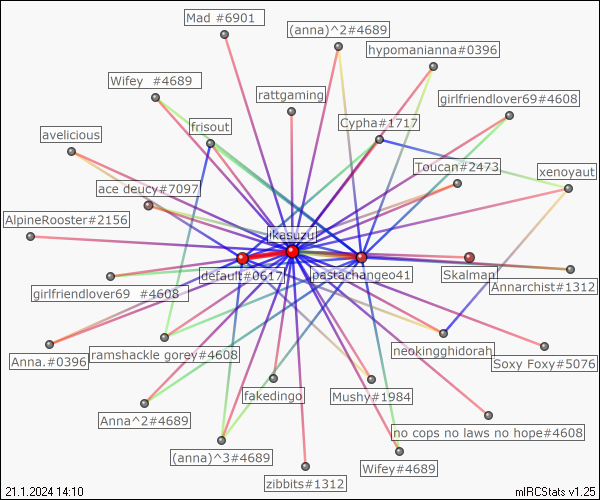 Mad #6901
(anna)^2#4689
hypomanianna#0396
Wifey  #4689
rattgaming
girlfriendlover69#4608
frisout
Cypha#1717
avelicious
Toucan#2473
xenoyaut
ace deucy#7097
AlpineRooster#2156
jikasuzu
default#0617
pastachangeo41
Skalman
Annarchist#1312
girlfriendlover69  #4608
Anna.#0396
ramshackle gorey#4608
neokingghidorah
Soxy Foxy#5076
fakedingo
Mushy#1984
Anna^2#4689
no cops no laws no hope#4608
(anna)^3#4689
Wifey#4689
zibbits#1312
21.1.2024 14:10
mIRCStats v1.25